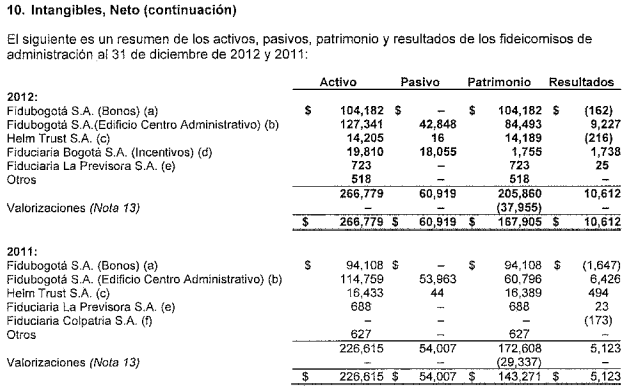 10. Intangibles, Neto (continuación)
El siguiente es un resumen de los activos, pasivos, patrimonio y resultados de los fideicomisos de
administración al 31 de diciembre de 2012 y 2011:
Activo Pasivo Patrimonio Resultados
2012:
Fidubogotá S.A. (Bonos) (a) $ 104,182 $ – $ 104,182 $ (162)
Fidubogotá S.A.(Edificio Centro Administrativo) (b) 127,341 42,848 84,493 9,227
Helm Trust S.A. (c) 14,205 16 14,189 (216)
Fiduciaria Bogotá S.A. (Incentivos) (d) 19,810 18,055 1,755 1,738
Fiduciaria La Previsora S.A. (e) 723 – 723 25
Otros 518 – 518 –
266,779 60,919 205,860 10,612
Valorizaciones (Nota 13) – – (37,955) –
$ 266,779 $ 60,919 $ 167,905 $ 10,612
2011:
Fidubogotá S.A. (Bonos) (a) $ 94,108 $ – $ 94,108 $ (1,647)
Fidubogotá S.A. (Edificio Centro Administrativo) (b) 114,759 53,963 60,796 6,426
Helm Trust S.A. (c) 16,433 44 16,389 494
Fiduciaria La Previsora S.A. (e) 688 – 688 23
Fiduciaria Colpatria S.A. (f) – – – (173)
Otros 627 – 627 –
226,615 54,007 172,608 5,123
Valorizaciones (Nota 13) – – (29,337) –
$ 226,615 $ 54,007 $ 143,271 $ 5,123